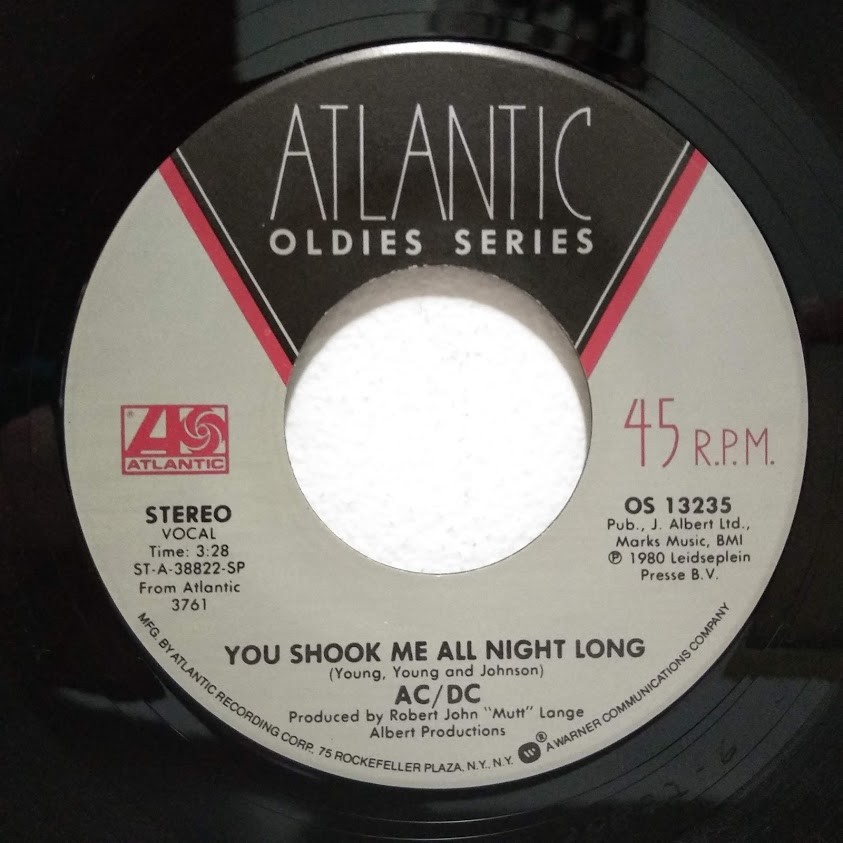 ATLANTIC
OLDIES SERIES
ATLANTIC
45 R.P.M.
STEREO
VOCAL
Time: 3:28
ST-A-38822-SP
From Atlantic
3761
OS 13235
Pub., J. Albert Ltd.,
Marks Music, BMI
℗ 1980 Leidseplein
Presse B.V.
YOU SHOOK ME ALL NIGHT LONG
(Young, Young and Johnson)
AC/DC
Produced by Robert John "Mutt" Lange
Albert Productions
MFG. BY ATLANTIC RECORDING CORP., 75 ROCKEFELLER PLAZA, N.Y., N.Y. ® A WARNER COMMUNICATIONS COMPANY